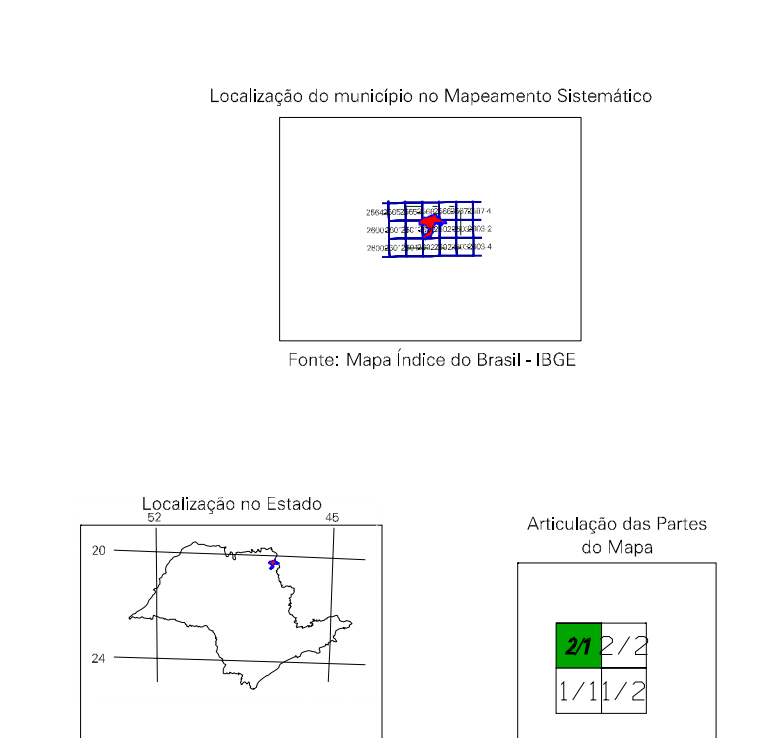 Localização do município no Mapeamento Sistemático
Fonte: Mapa Índice do Brasil - IBGE
Localização no Estado
52 45
20
24
Articulação das Partes
do Mapa
2/1 2/2
1/1 1/2